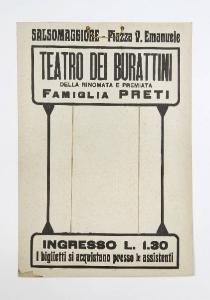 SALSOMAGGIORE - Piazza V. Emanuele
TEATRO DEI BURATTINI
DELLA RINOMATA E PREMIATA
FAMIGLIA PRETI
INGRESSO L. 1.30
I biglietti si acquistano presso le assistenti